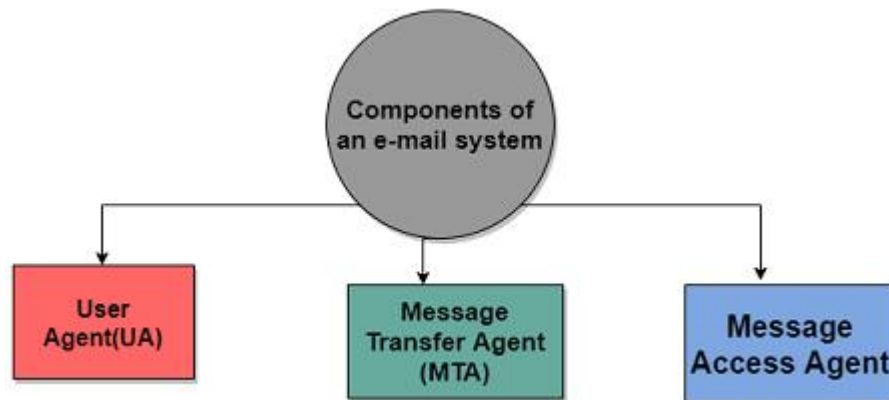 Components of
an e-mail system
User
Agent(UA)
Message
Transfer Agent
(MTA)
Message
Access Agent